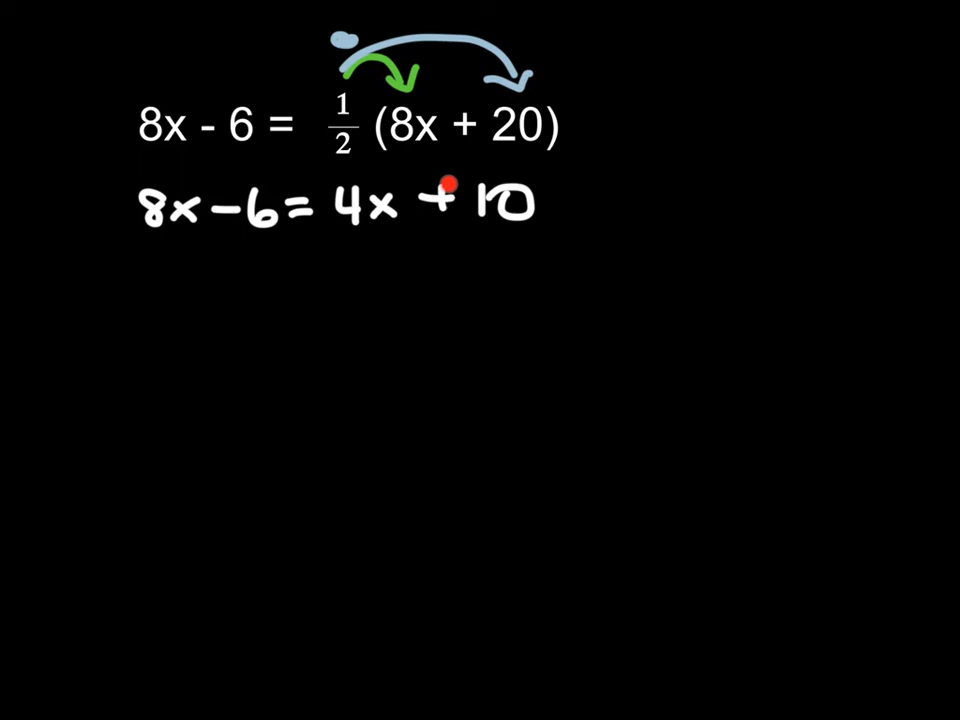 8x - 6 = 1/2 (8x + 20)
8x - 6 = 4x + 10